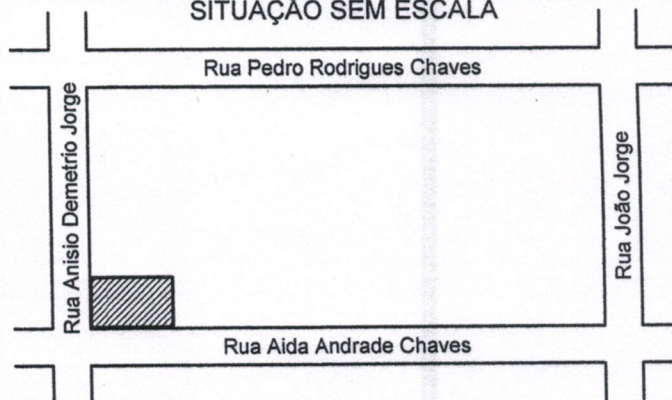 SITUAÇÃO SEM ESCALA
Rua Pedro Rodrigues Chaves
Rua Anisio Demetrio Jorge
Rua João Jorge
Rua Aida Andrade Chaves